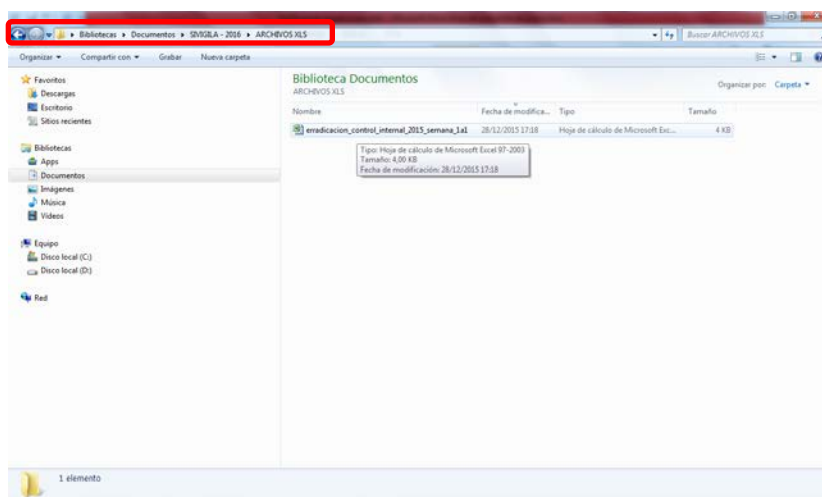 Bibliotecas ▸ Documentos ▸ SIVIGILA - 2016 ▸ ARCHIVOS XLS
Buscar ARCHIVOS XLS
Organizar Compartir con Grabar Nueva carpeta
Favoritos
Descargas
Escritorio
Sitios recientes
Bibliotecas
Apps
Documentos
Imágenes
Música
Vídeos
Equipo
Disco local (C:)
Disco local (D:)
Red
Biblioteca Documentos
ARCHIVOS XLS
Organizar por: Carpeta
Nombre Fecha de modifica... Tipo Tamaño
erradicacion_control_internal_2015_semana_1a1 28/12/2015 17:18 Hoja de cálculo de Microsoft Exc... 4 KB
Tipo: Hoja de cálculo de Microsoft Excel 97-2003
Tamaño: 4,00 KB
Fecha de modificación: 28/12/2015 17:18
1 elemento